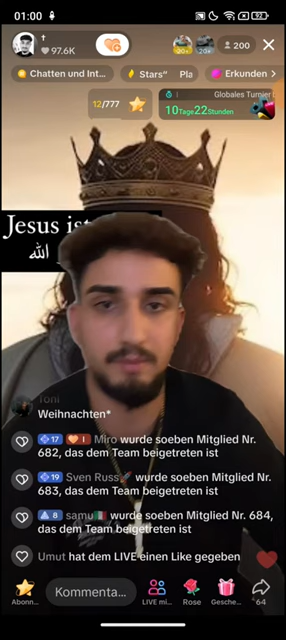 01:00
92
†
97.6K
200
Chatten und Int...
Stars"
Pla
Erkunden
12/777
Globales Turnier
10Tage22Stunden
Jesus ist
الله
Toni
Weihnachten*
17 1 Miro wurde soeben Mitglied Nr.
682, das dem Team beigetreten ist
19 Sven Russ wurde soeben Mitglied Nr.
683, das dem Team beigetreten ist
8 samu wurde soeben Mitglied Nr. 684,
das dem Team beigetreten ist
Umut hat dem LIVE einen Like gegeben
Abonn...
Kommenta...
LIVE mi...
Rose
Gesche...
64